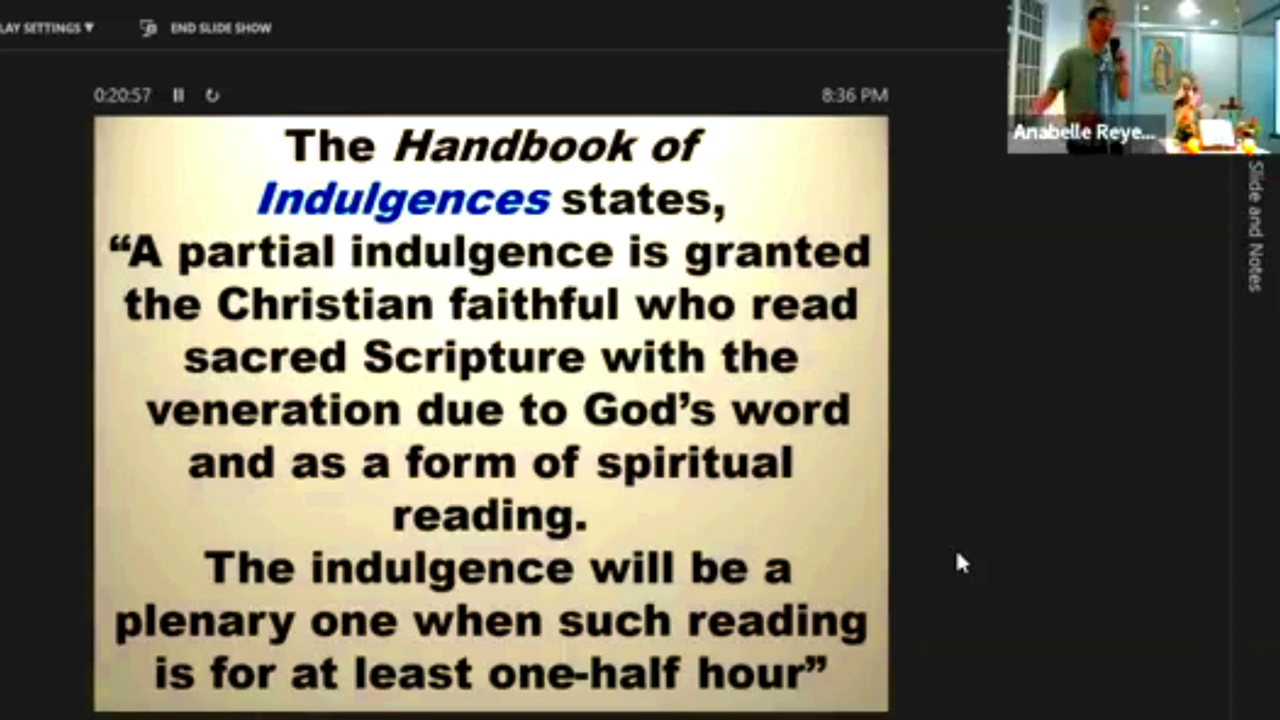 LAY SETTINGS ▼ END SLIDE SHOW
0:20:57 8:36 PM
Anabelle Reye...
Slide and Notes
The Handbook of
Indulgences states,
“A partial indulgence is granted
the Christian faithful who read
sacred Scripture with the
veneration due to God’s word
and as a form of spiritual
reading.
The indulgence will be a
plenary one when such reading
is for at least one-half hour”